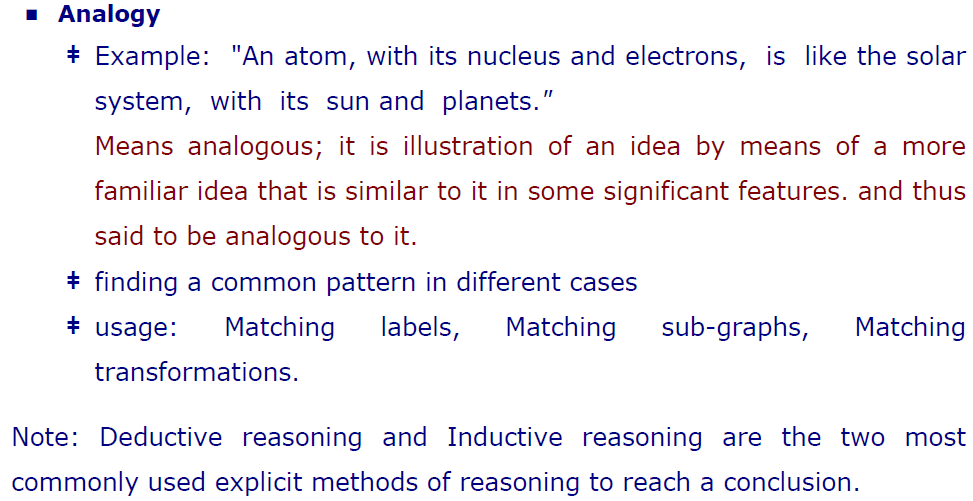 ▪ Analogy
ǂ Example: "An atom, with its nucleus and electrons, is like the solar
system, with its sun and planets.”
Means analogous; it is illustration of an idea by means of a more
familiar idea that is similar to it in some significant features. and thus
said to be analogous to it.
ǂ finding a common pattern in different cases
ǂ usage: Matching labels, Matching sub-graphs, Matching
transformations.
Note: Deductive reasoning and Inductive reasoning are the two most
commonly used explicit methods of reasoning to reach a conclusion.